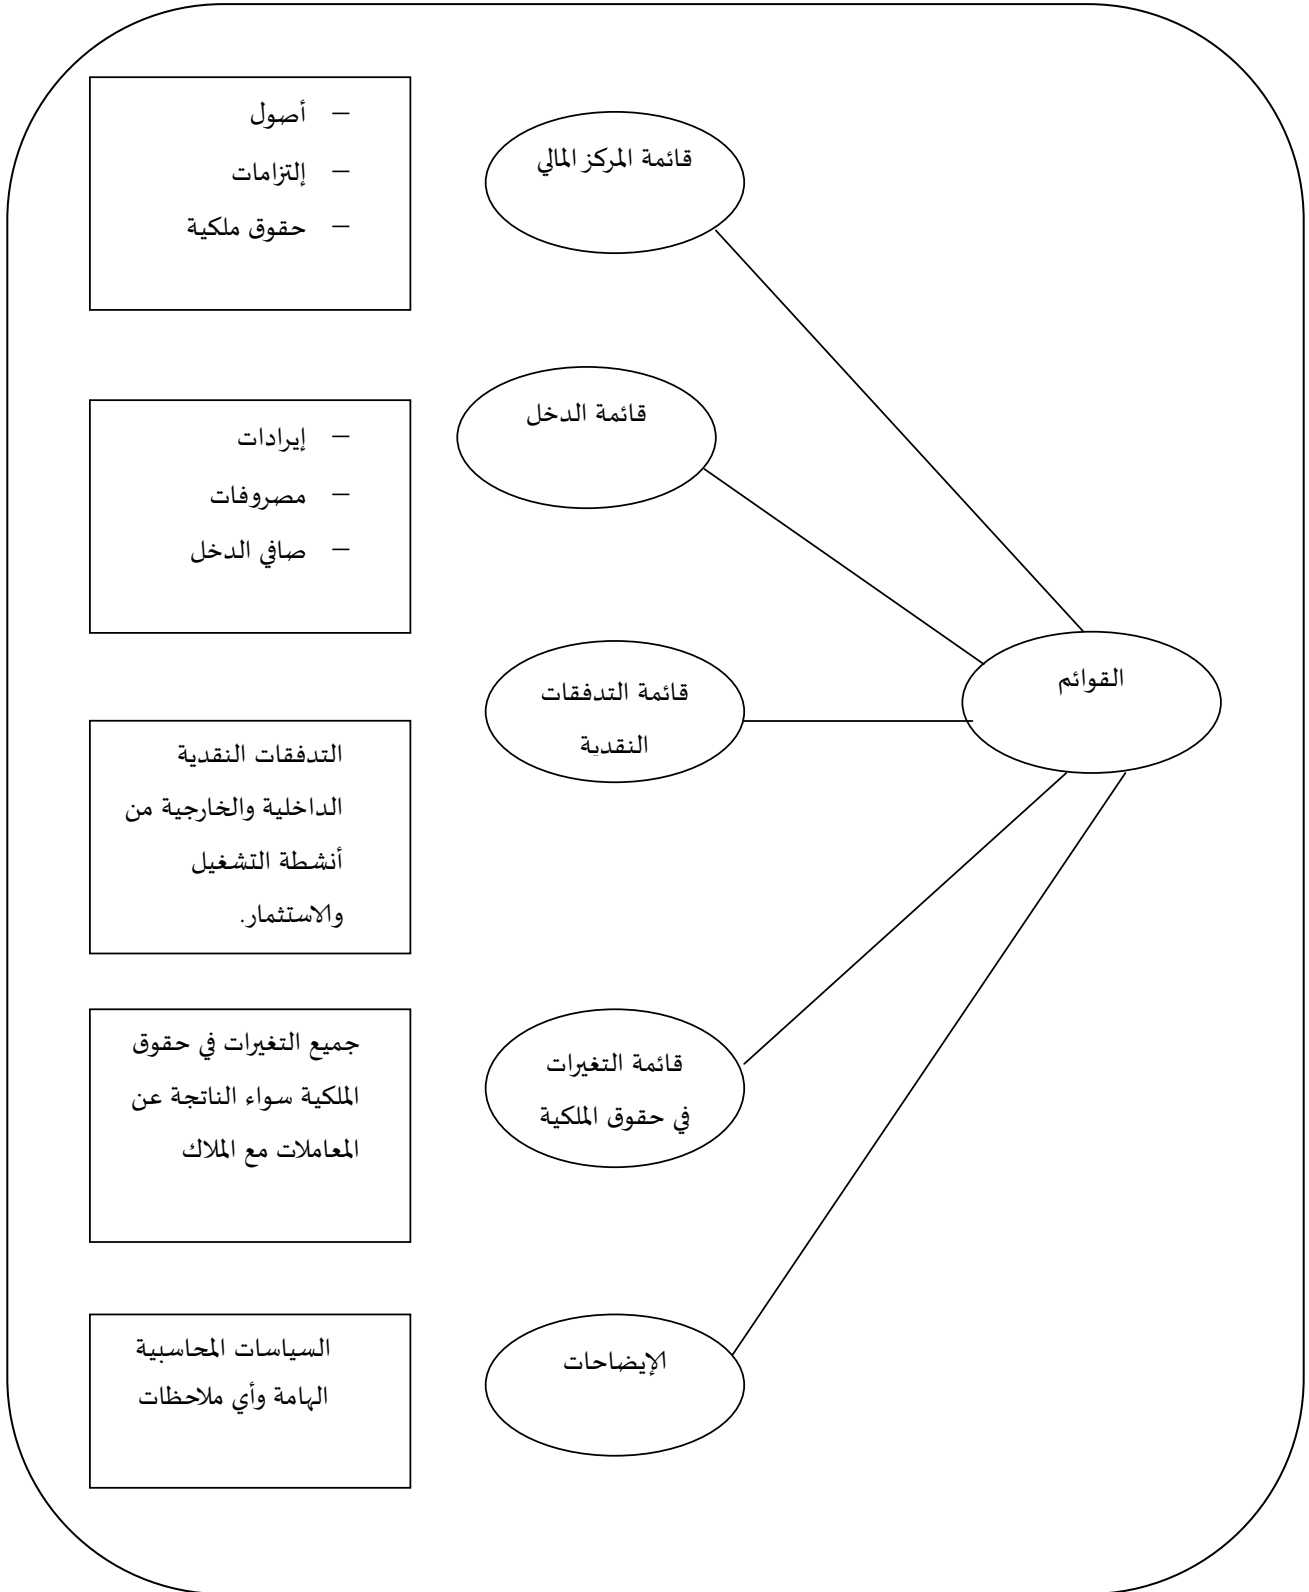 القوائم
قائمة المركز المالي
– أصول
– إلتزامات
– حقوق ملكية
قائمة الدخل
– إيرادات
– مصروفات
– صافي الدخل
قائمة التدفقات
النقدية
التدفقات النقدية
الداخلية والخارجية من
أنشطة التشغيل
والاستثمار.
قائمة التغيرات
في حقوق الملكية
جميع التغيرات في حقوق
الملكية سواء الناتجة عن
المعاملات مع الملاك
الإيضاحات
السياسات المحاسبية
الهامة وأي ملاحظات